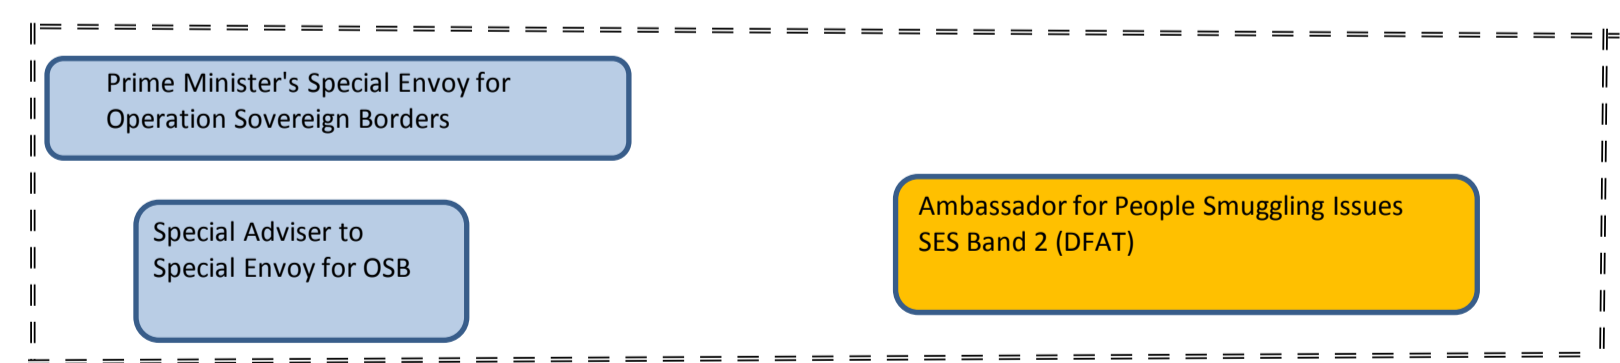 Prime Minister's Special Envoy for
Operation Sovereign Borders
Special Adviser to
Special Envoy for OSB
Ambassador for People Smuggling Issues
SES Band 2 (DFAT)